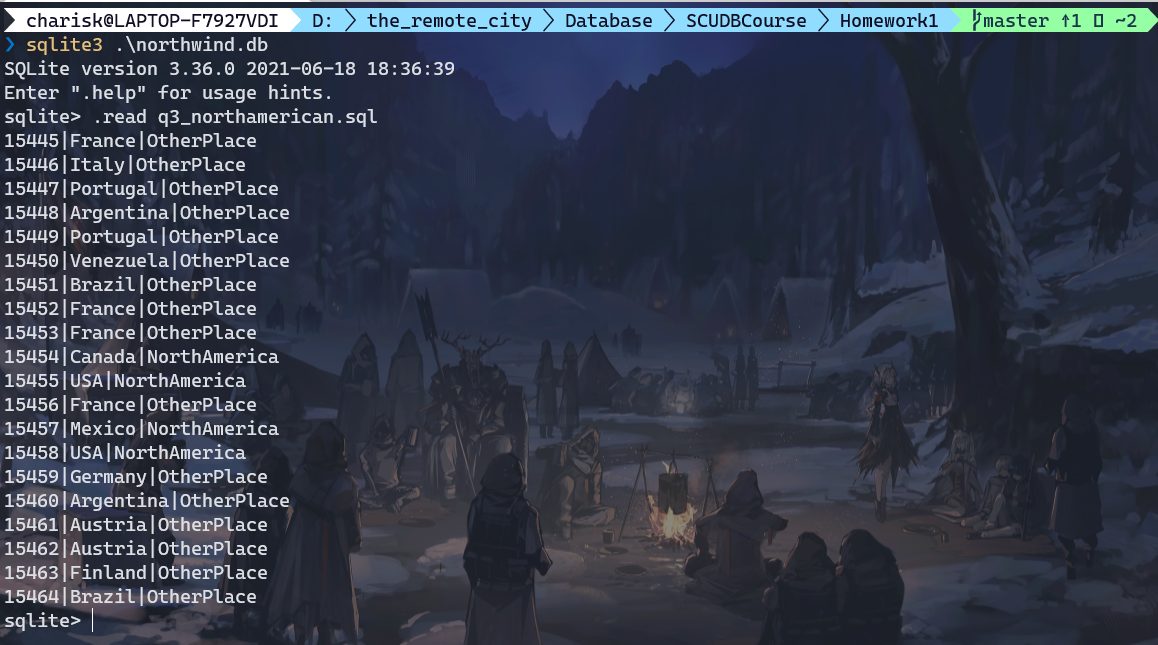 charisk@LAPTOP-F7927VDI D: the_remote_city Database SCUDBCourse Homework1 master ↑1 ~2
❯ sqlite3 .\northwind.db
SQLite version 3.36.0 2021-06-18 18:36:39
Enter ".help" for usage hints.
sqlite> .read q3_northamerican.sql
15445|France|OtherPlace
15446|Italy|OtherPlace
15447|Portugal|OtherPlace
15448|Argentina|OtherPlace
15449|Portugal|OtherPlace
15450|Venezuela|OtherPlace
15451|Brazil|OtherPlace
15452|France|OtherPlace
15453|France|OtherPlace
15454|Canada|NorthAmerica
15455|USA|NorthAmerica
15456|France|OtherPlace
15457|Mexico|NorthAmerica
15458|USA|NorthAmerica
15459|Germany|OtherPlace
15460|Argentina|OtherPlace
15461|Austria|OtherPlace
15462|Austria|OtherPlace
15463|Finland|OtherPlace
15464|Brazil|OtherPlace
sqlite>